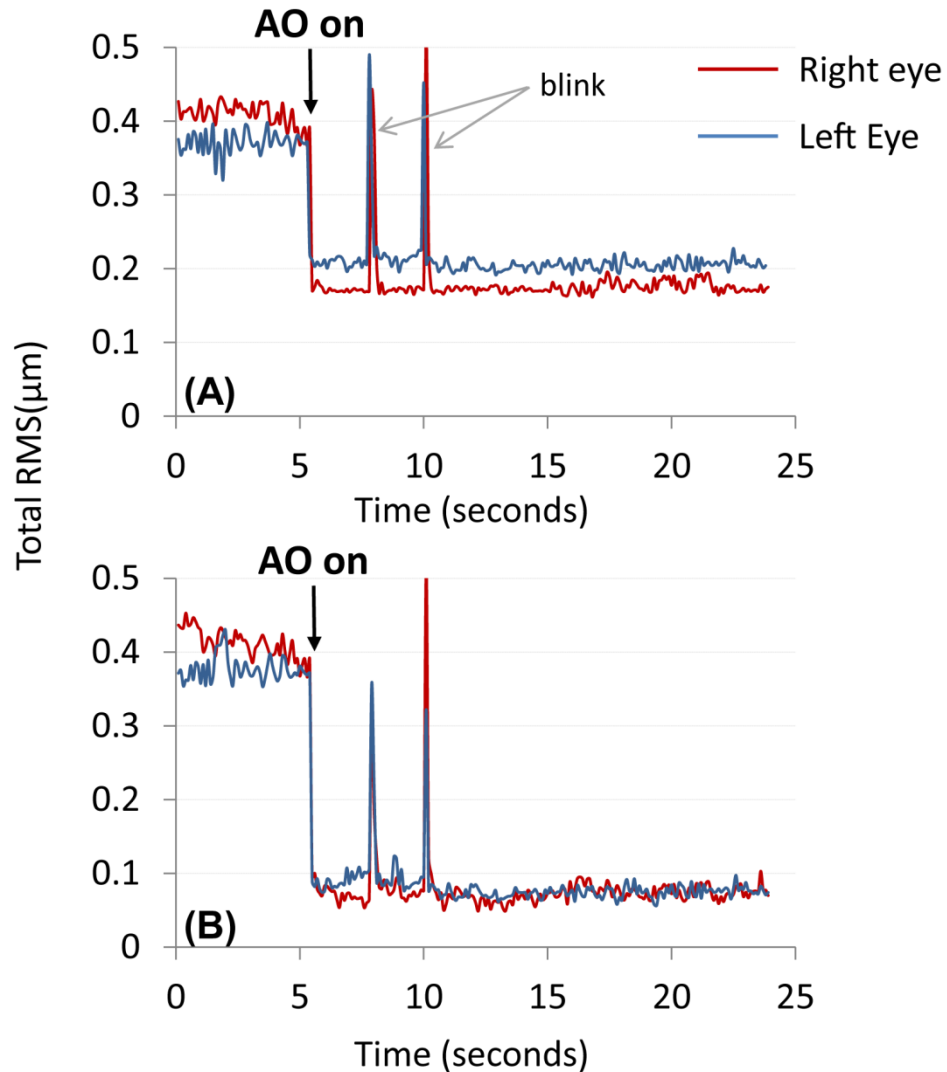 AO on
0.5
0.4
0.3
0.2
0.1
0
(A)
blink
Right eye
Left Eye
0 5 10 15 20 25
Time (seconds)
Total RMS(μm)
AO on
0.5
0.4
0.3
0.2
0.1
0
(B)
0 5 10 15 20 25
Time (seconds)